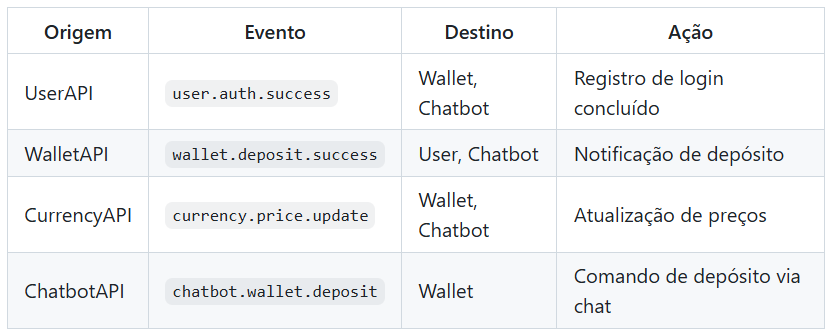 Origem Evento Destino Ação
UserAPI user.auth.success Wallet, Chatbot Registro de login concluído
WalletAPI wallet.deposit.success User, Chatbot Notificação de depósito
CurrencyAPI currency.price.update Wallet, Chatbot Atualização de preços
ChatbotAPI chatbot.wallet.deposit Wallet Comando de depósito via chat